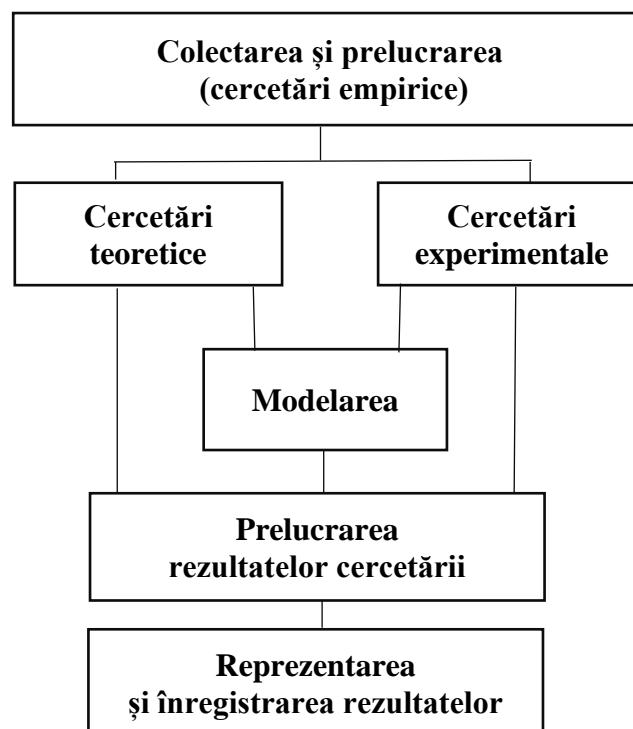 Colectarea și prelucrarea
(cercetări empirice)
Cercetări
teoretice
Cercetări
experimentale
Modelarea
Prelucrarea
rezultatelor cercetării
Reprezentarea
și înregistrarea rezultatelor